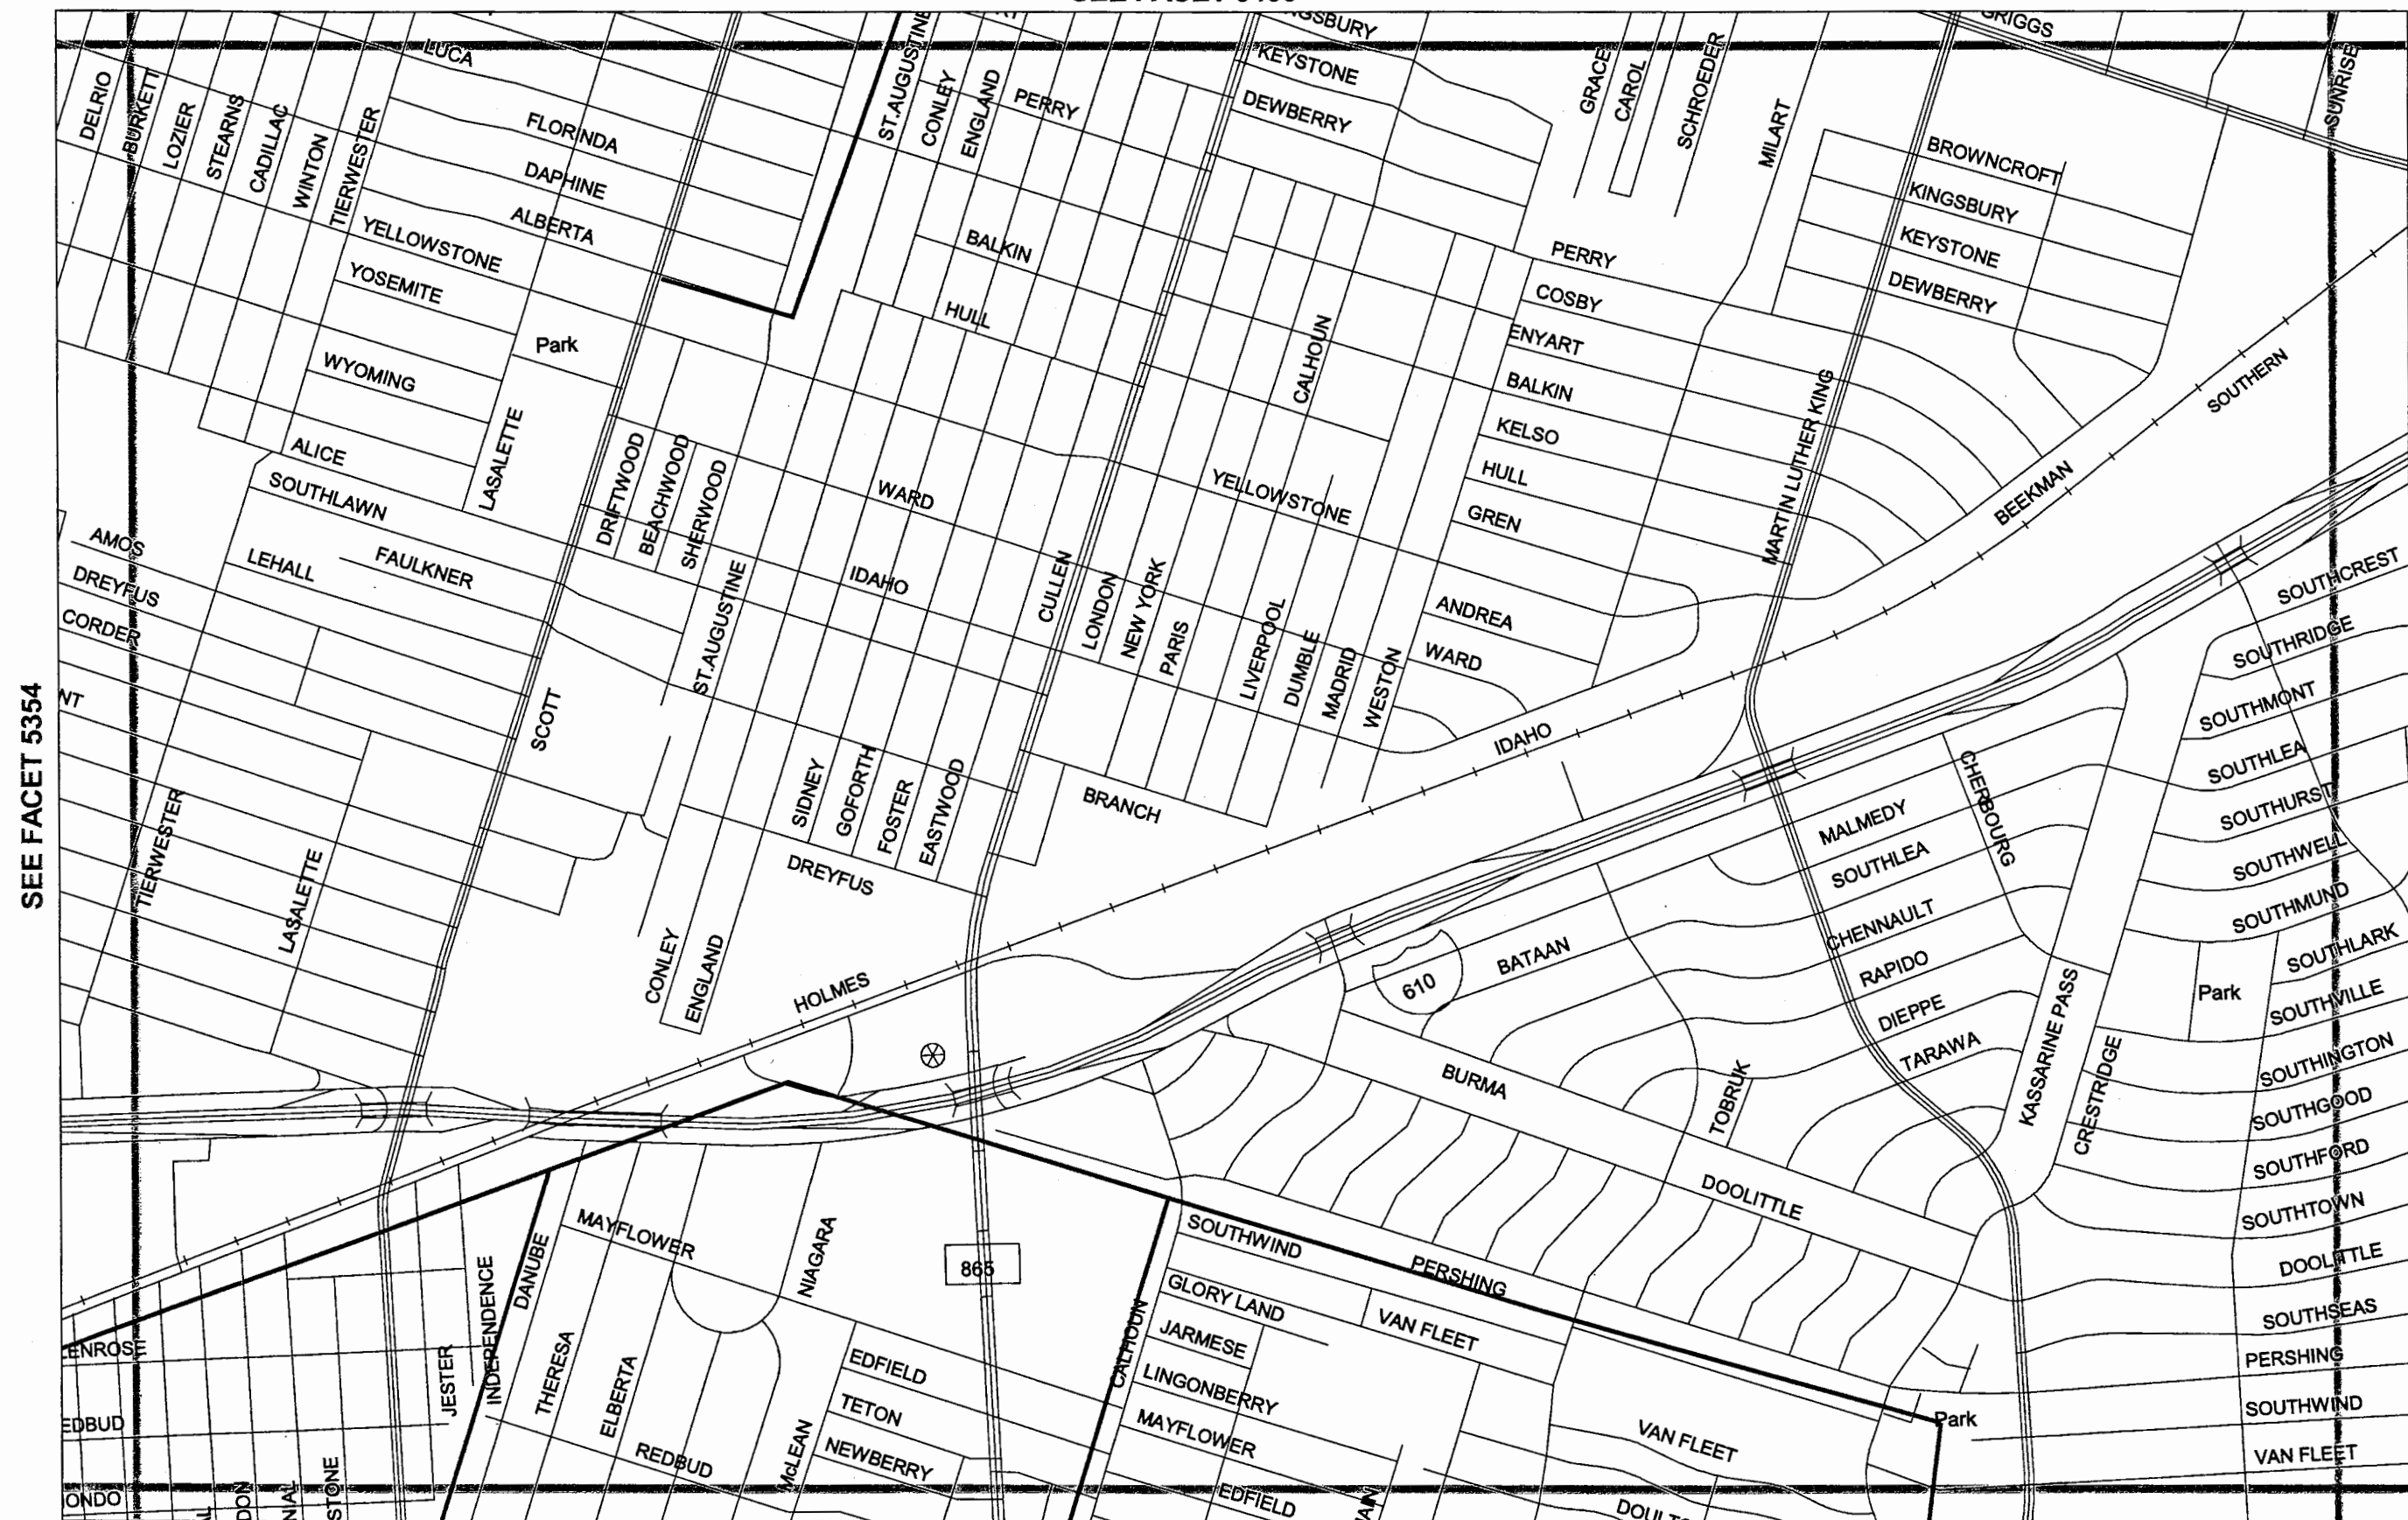 KEYSTONE
GRIGGS
LUCA
ST.AUGUSTINE
CONLEY
ENGLAND
PERRY
DEWBERRY
GRACE
CAROL
SCHROEDER
MILART
SUNRISE
DELRIO
BURKETT
LOZIER
STEARNS
CADILLAC
WINTON
TIERWESTER
FLORINDA
DAPHINE
ALBERTA
BROWNCROFT
KINGSBURY
KEYSTONE
DEWBERRY
YELLOWSTONE
YOSEMITE
BALKIN
HULL
PERRY
COSBY
ENYART
BALKIN
KELSO
HULL
GREN
CALHOUN
MARTIN LUTHER KING
SOUTHERN
BEEKMAN
Park
WYOMING
LASALETTE
ALICE
SOUTHLAWN
DRIFTWOOD
BEACHWOOD
SHERWOOD
WARD
YELLOWSTONE
AMOS
DREYFUS
CORDER
LEHALL
FAULKNER
ST.AUGUSTINE
IDAHO
CULLEN
LONDON
NEW YORK
PARIS
LIVERPOOL
DUMBLE
MADRID
WESTON
ANDREA
WARD
IDAHO
SOUTHCREST
SOUTHRIDGE
SOUTHMONT
SOUTHLEA
SOUTHURST
SOUTHWELL
SOUTHMUND
SOUTHLARK
SOUTHVILLE
SOUTHINGTON
SOUTHGOOD
SOUTHFORD
SOUTHTOWN
DOOLITTLE
SOUTHSEAS
PERSHING
SOUTHWIND
VAN FLEET
SEE FACET 5354
NT
SCOTT
TIERWESTER
LASALETTE
SIDNEY
GOFORTH
FOSTER
EASTWOOD
DREYFUS
BRANCH
CONLEY
ENGLAND
HOLMES
610
BATAAN
MALMEDY
SOUTHLEA
CHERBOURG
CHENNAULT
RAPIDO
DIEPPE
TARAWA
KASSARINE PASS
CRESTRIDGE
Park
BURMA
TOBRUK
DOOLITTLE
MAYFLOWER
NIAGARA
865
SOUTHWIND
PERSHING
GLORY LAND
VAN FLEET
JARMESE
LINGONBERRY
MAYFLOWER
CALHOUN
INDEPENDENCE
DANUBE
JESTER
THERESA
ELBERTA
EDFIELD
TETON
NEWBERRY
McLEAN
REDBUD
VAN FLEET
Park
EDFIELD
LENROSE
EDBUD
ONDO
DON
NIAL
STONE